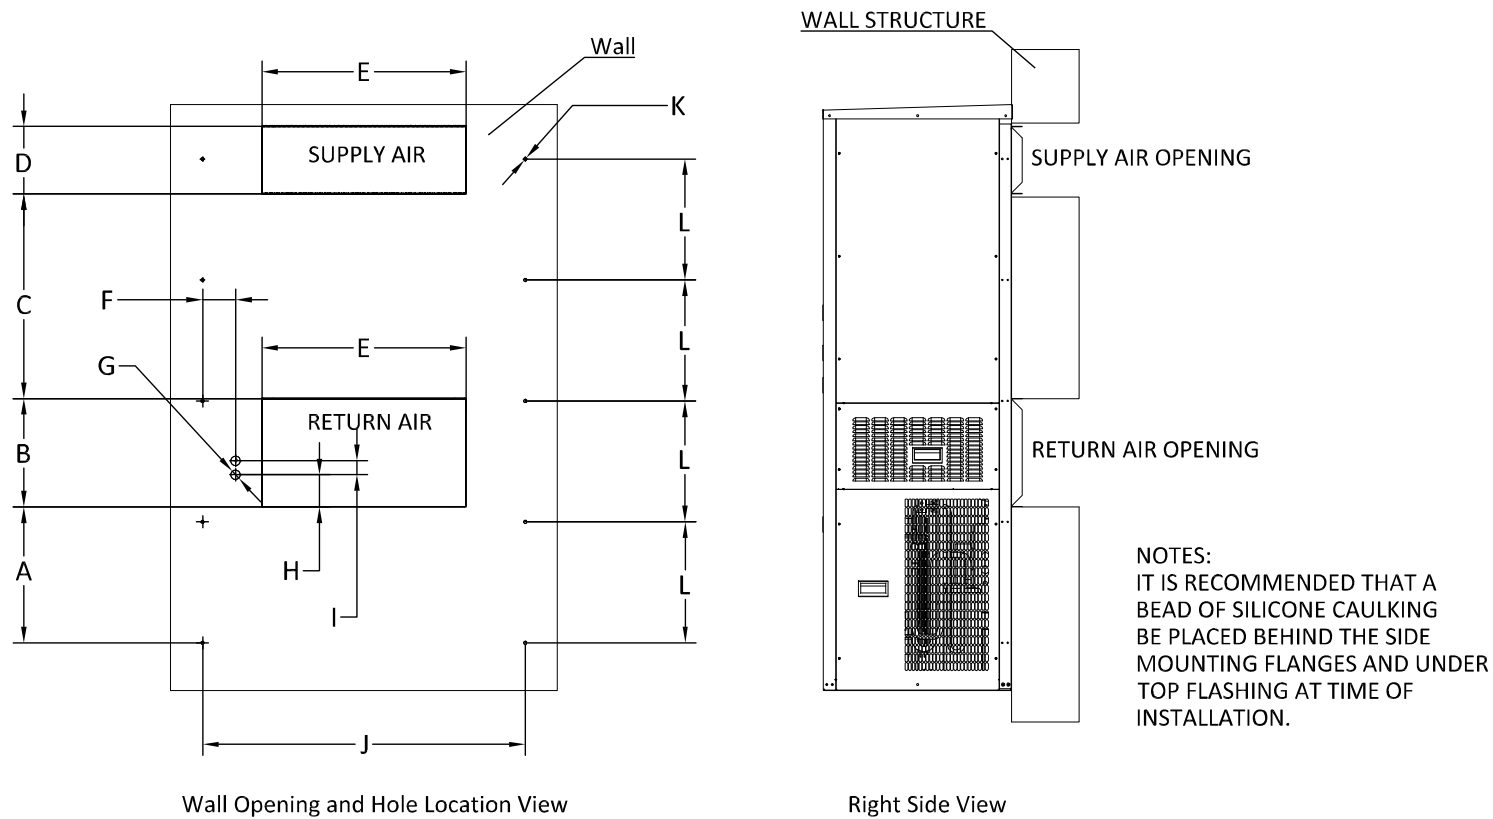 WALL STRUCTURE
Wall
E
K
D
SUPPLY AIR
SUPPLY AIR OPENING
L
C
F
L
E
G
RETURN AIR
RETURN AIR OPENING
B
L
A
H
L
I
J
NOTES:
IT IS RECOMMENDED THAT A
BEAD OF SILICONE CAULKING
BE PLACED BEHIND THE SIDE
MOUNTING FLANGES AND UNDER
TOP FLASHING AT TIME OF
INSTALLATION.
Wall Opening and Hole Location View
Right Side View